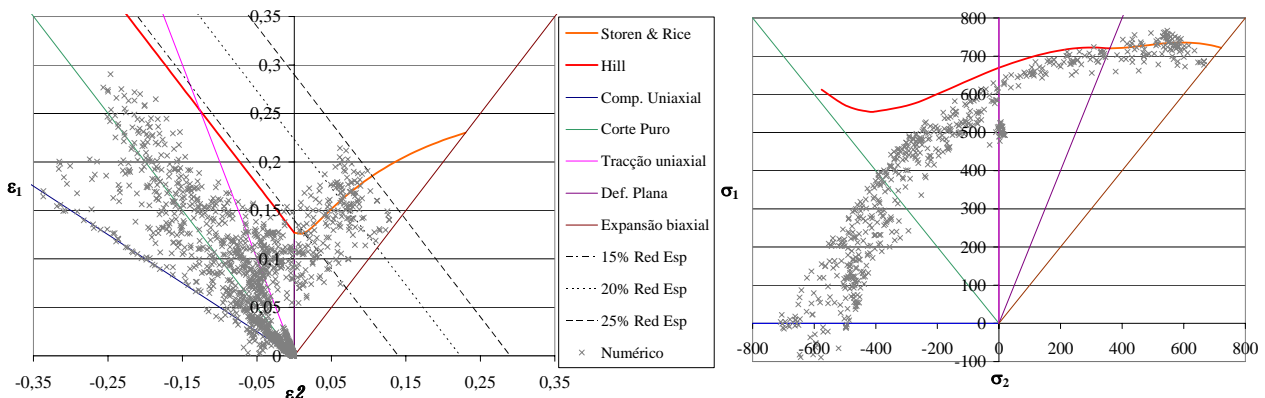 0,35
0,3
0,25
0,2
0,15
0,1
0,05
0
ε1
-0,35 -0,25 -0,15 -0,05 0,05 0,15 0,25 0,35
ε2
Storen & Rice
Hill
Comp. Uniaxial
Corte Puro
Tracção uniaxial
Def. Plana
Expansão biaxial
15% Red Esp
20% Red Esp
25% Red Esp
Numérico
800
700
600
500
400
300
200
100
0
-100
σ1
-800 -600 -400 -200 0 200 400 600 800
σ2